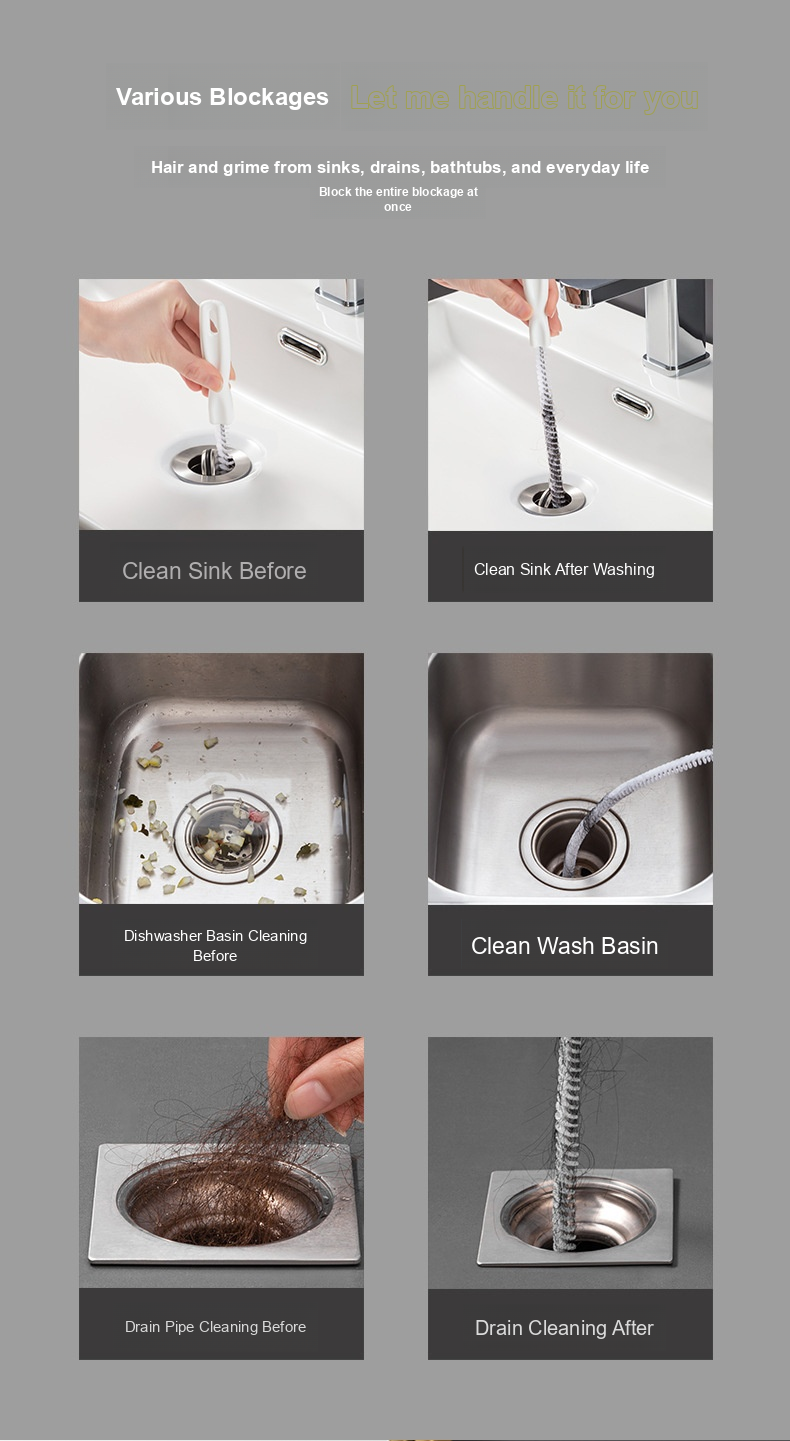 Various Blockages Let me handle it for you
Hair and grime from sinks, drains, bathtubs, and everyday life
Block the entire blockage at
once
Clean Sink Before
Clean Sink After Washing
Dishwasher Basin Cleaning
Before
Clean Wash Basin
Drain Pipe Cleaning Before
Drain Cleaning After